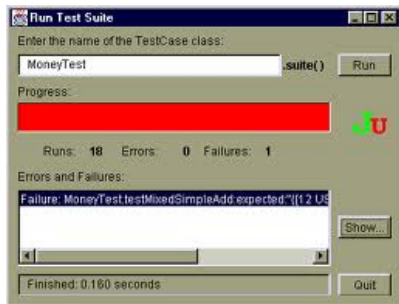 Run Test Suite
Enter the name of the TestCase class:
MoneyTest .suite() Run
Progress:
JU
Runs: 18 Errors: 0 Failures: 1
Errors and Failures:
Failure: MoneyTest.testMixedSimpleAdd:expected:"{[12 US
Show...
Finished: 0.160 seconds Quit